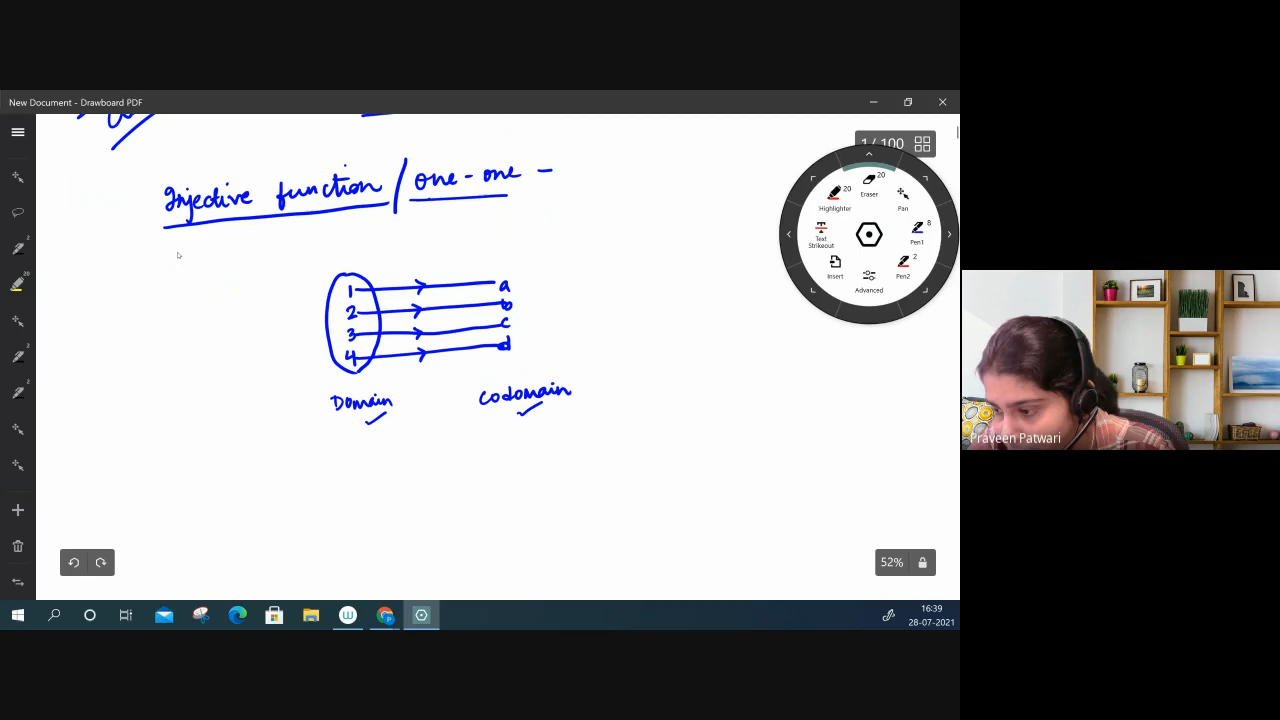 New Document - Drawboard PDF
1 / 100
Injective function / one - one -
20
Eraser
20
Highlighter
Pan
8
Text Strikeout
Pen1
2
Insert
Pen2
Advanced
1 a
2 b
3 c
4 d
Domain codomain
Praveen Patwari
52%
16:39
28-07-2021